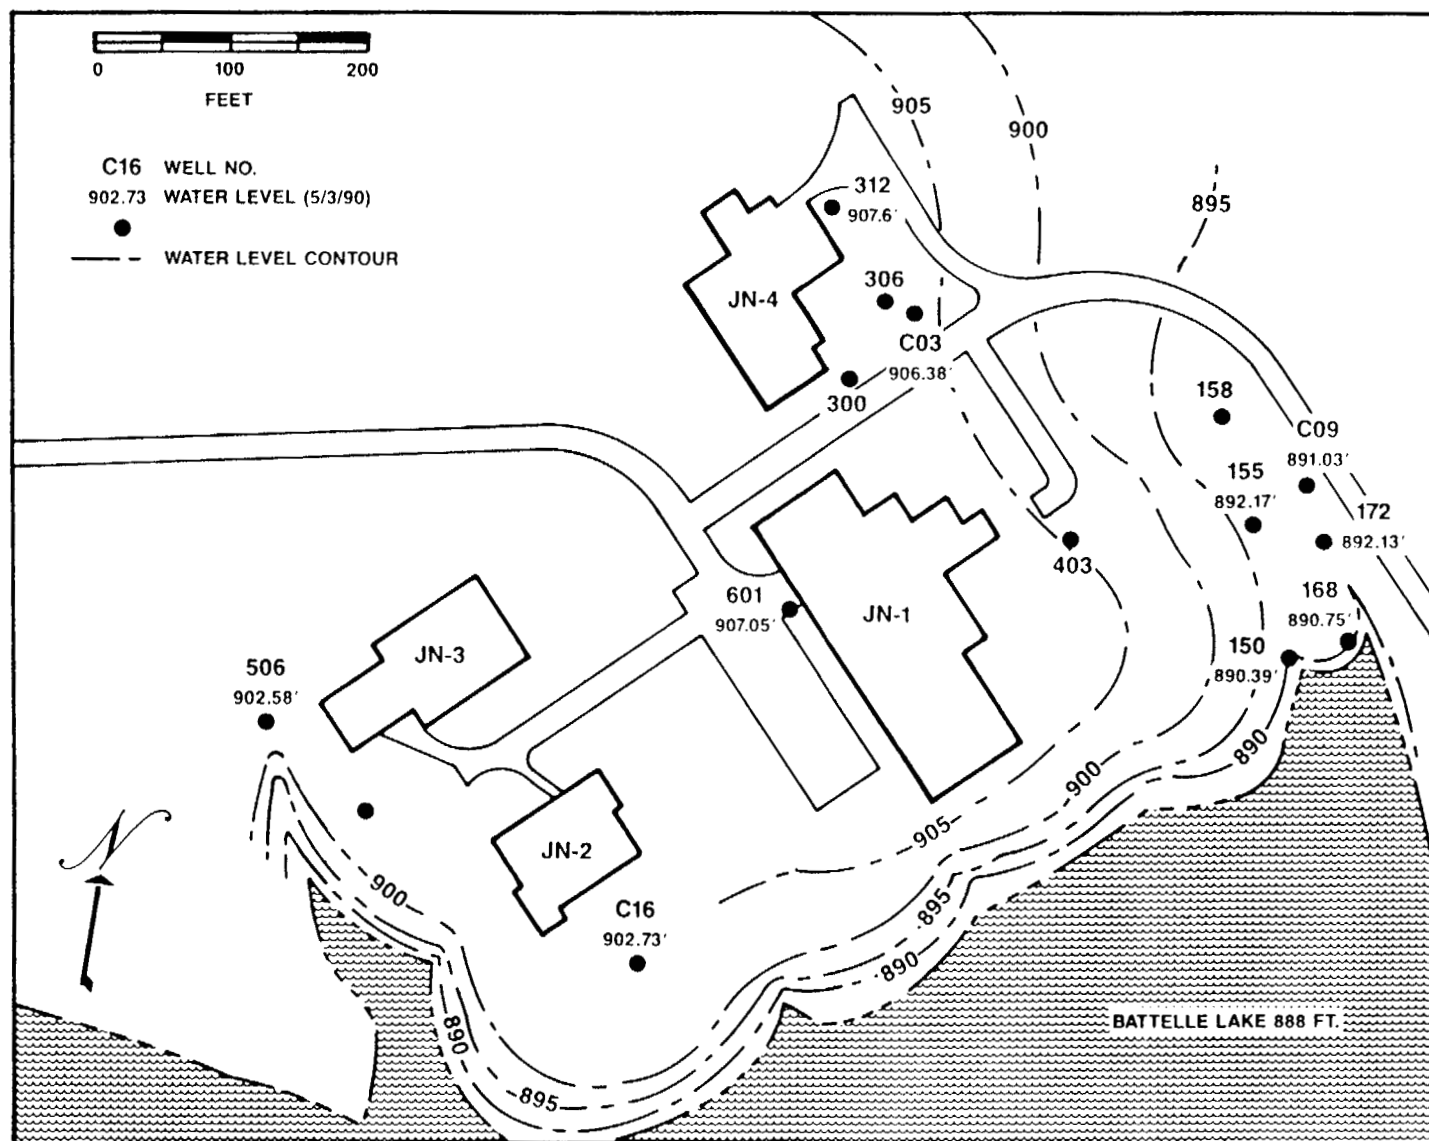 0 100 200
FEET
C16 WELL NO.
902.73 WATER LEVEL (5/3/90)
WATER LEVEL CONTOUR
905
900
895
312
907.6'
JN-4
306
C03
906.38'
300
158
C09
891.03'
155
892.17'
172
892.13'
403
168
890.75'
601
907.05'
JN-1
150
890.39'
JN-3
506
902.58'
890
900
905
JN-2
900
895
C16
902.73'
890
890
895
BATTELLE LAKE 888 FT.
N